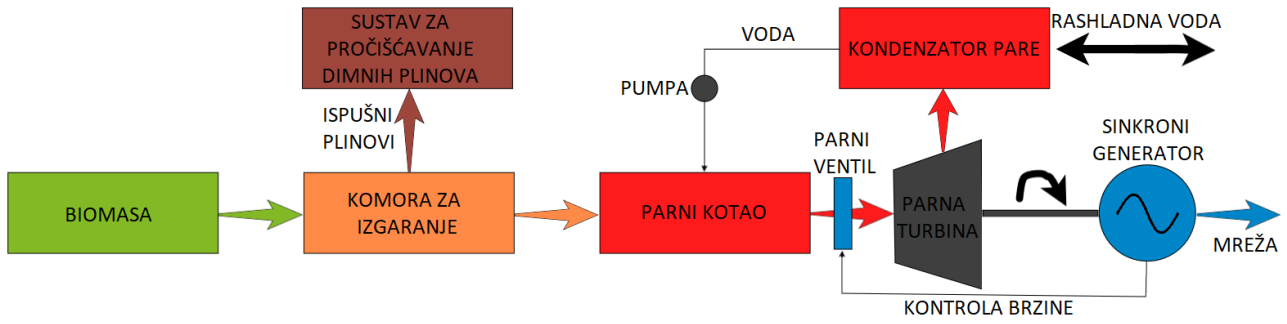 SUSTAV ZA
PROČIŠĆAVANJE
DIMNIH PLINOVA
VODA
KONDENZATOR PARE
RASHLADNA VODA
PUMPA
ISPUŠNI
PLINOVI
PARNI
VENTIL
SINKRONI
GENERATOR
BIOMASA
KOMORA ZA
IZGARANJE
PARNI KOTAO
PARNA
TURBINA
MREŽA
KONTROLA BRZINE